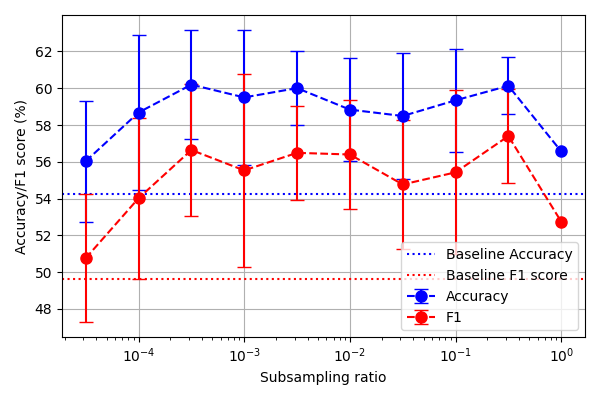 Accuracy/F1 score (%)
62
60
58
56
54
52
50
48
Baseline Accuracy
Baseline F1 score
Accuracy
F1
10⁻⁴
10⁻³
10⁻²
10⁻¹
10⁰
Subsampling ratio